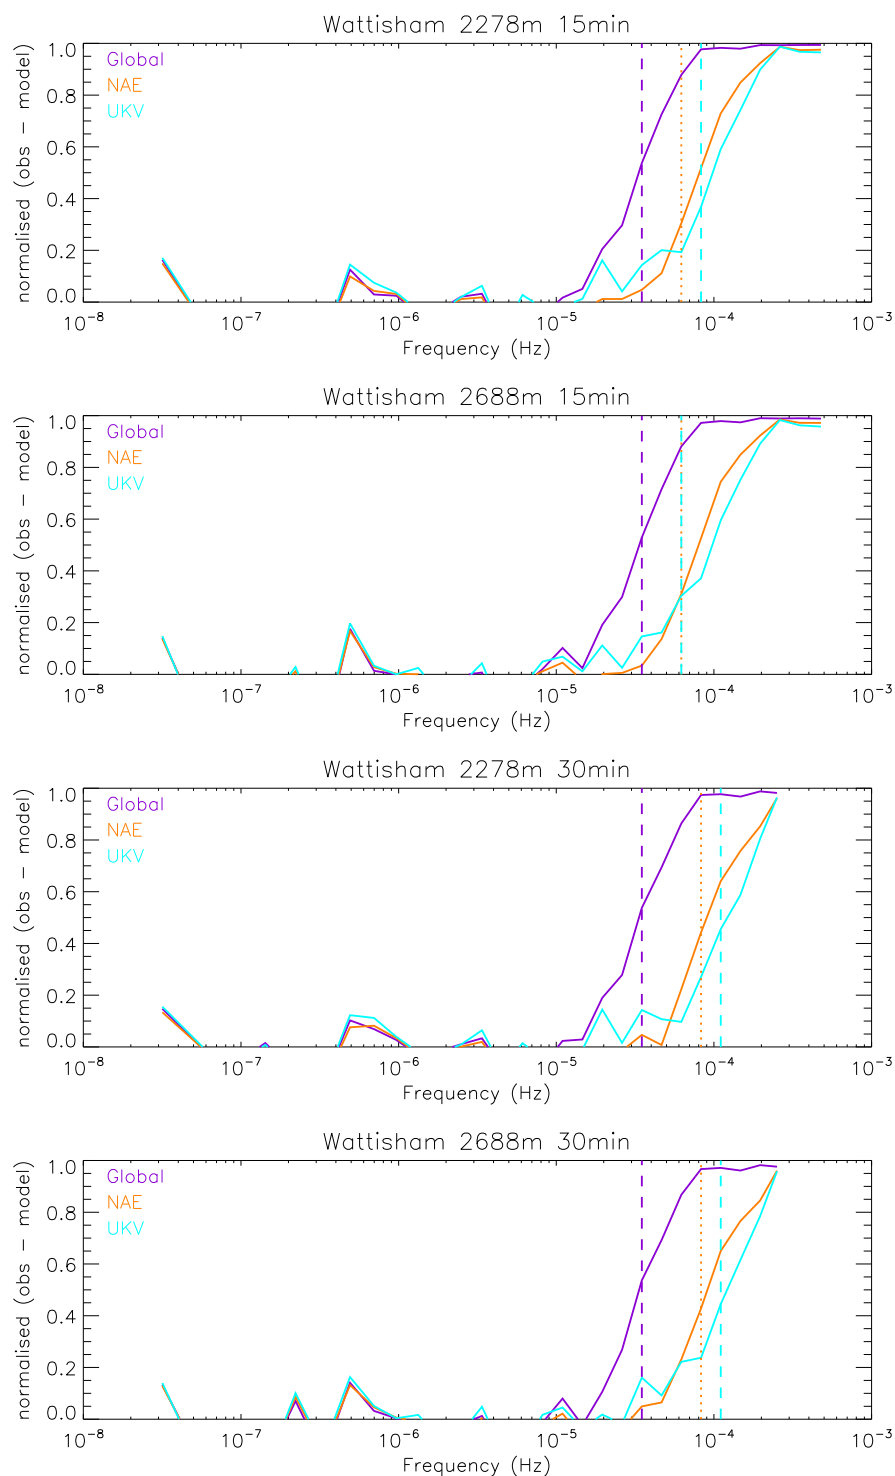 Wattisham 2278m 15min
normalised (obs − model)
1.0
0.8
0.6
0.4
0.2
0.0
Global
NAE
UKV
10⁻⁸ 10⁻⁷ 10⁻⁶ 10⁻⁵ 10⁻⁴ 10⁻³
Frequency (Hz)
Wattisham 2688m 15min
normalised (obs − model)
1.0
0.8
0.6
0.4
0.2
0.0
Global
NAE
UKV
10⁻⁸ 10⁻⁷ 10⁻⁶ 10⁻⁵ 10⁻⁴ 10⁻³
Frequency (Hz)
Wattisham 2278m 30min
normalised (obs − model)
1.0
0.8
0.6
0.4
0.2
0.0
Global
NAE
UKV
10⁻⁸ 10⁻⁷ 10⁻⁶ 10⁻⁵ 10⁻⁴ 10⁻³
Frequency (Hz)
Wattisham 2688m 30min
normalised (obs − model)
1.0
0.8
0.6
0.4
0.2
0.0
Global
NAE
UKV
10⁻⁸ 10⁻⁷ 10⁻⁶ 10⁻⁵ 10⁻⁴ 10⁻³
Frequency (Hz)